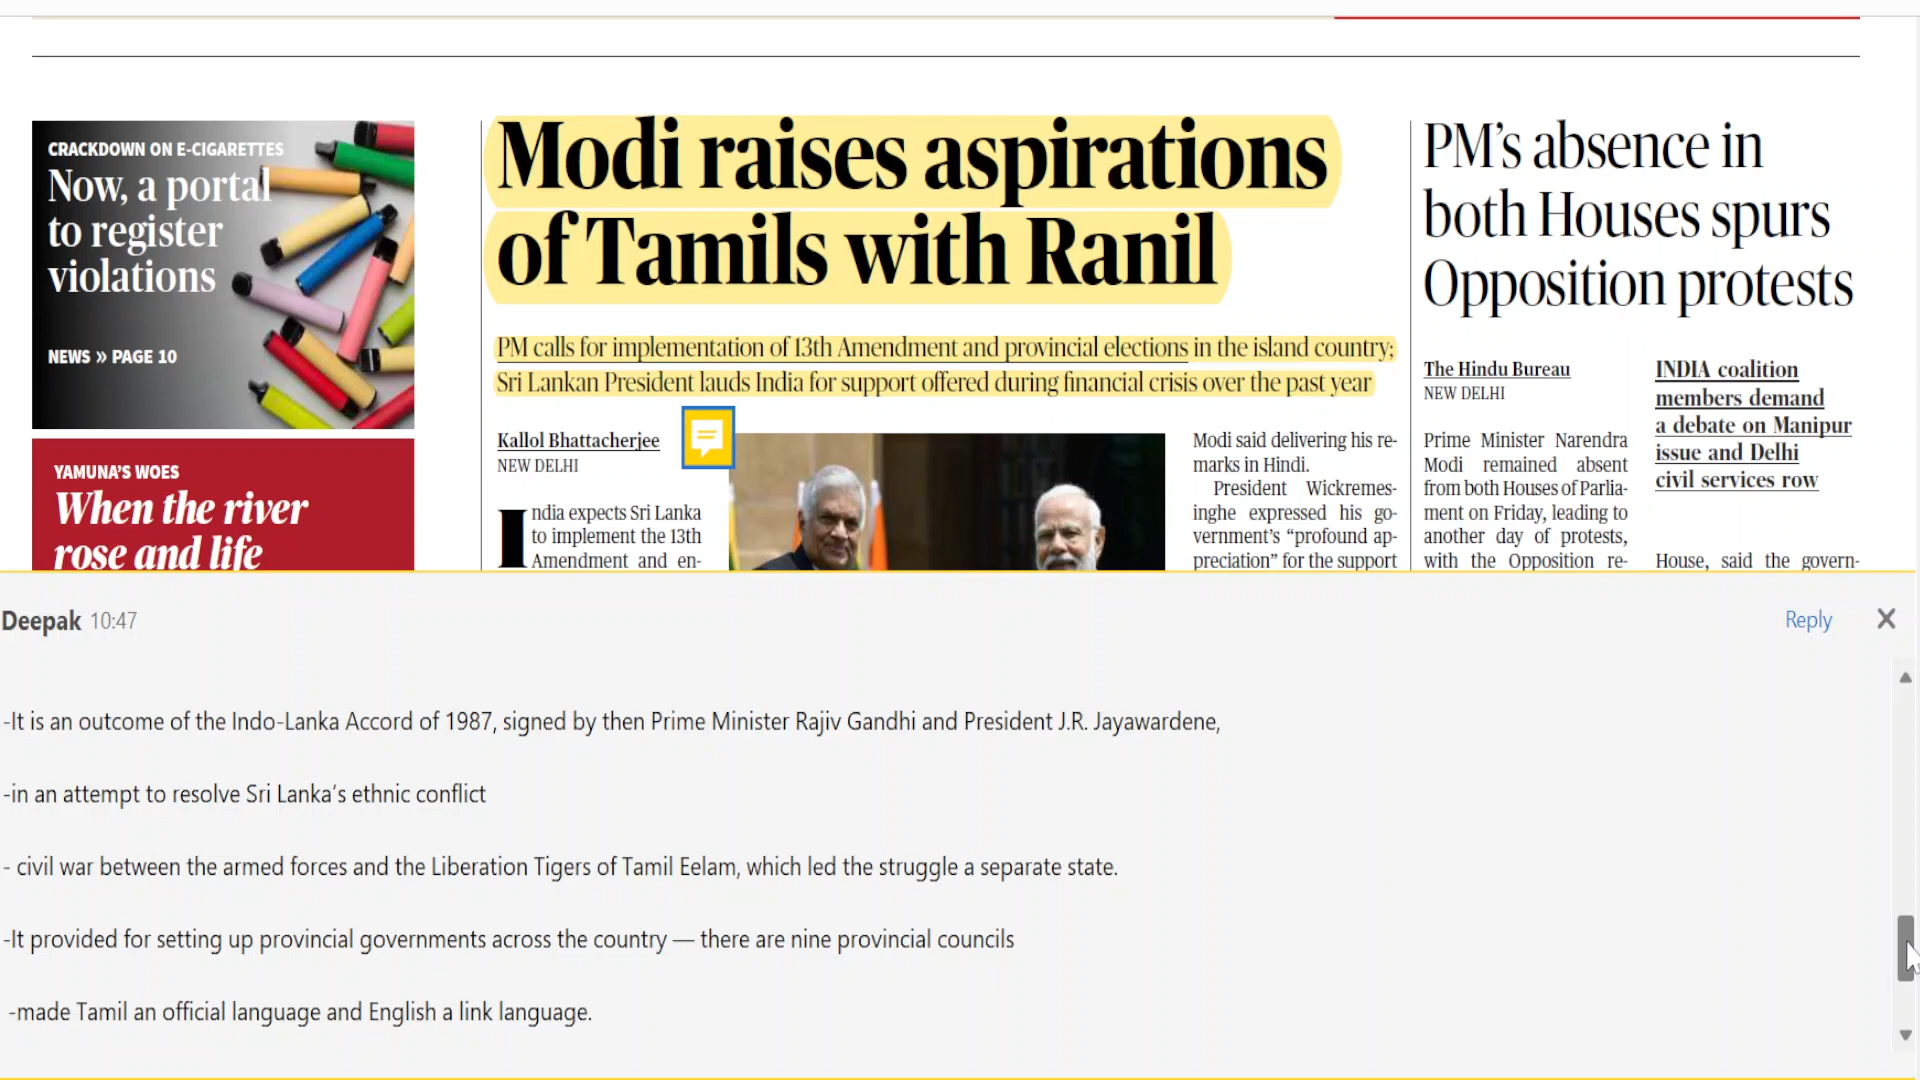 CRACKDOWN ON E-CIGARETTES
Now, a portal
to register
violations
NEWS » PAGE 10
YAMUNA'S WOES
When the river
rose and life
Modi raises aspirations
of Tamils with Ranil
PM calls for implementation of 13th Amendment and provincial elections in the island country;
Sri Lankan President lauds India for support offered during financial crisis over the past year
Kallol Bhattacherjee
NEW DELHI
India expects Sri Lanka
to implement the 13th
Amendment and en-
Modi said delivering his re-
marks in Hindi.
President Wickremes-
inghe expressed his go-
vernment's “profound ap-
preciation” for the support
PM’s absence in
both Houses spurs
Opposition protests
The Hindu Bureau
NEW DELHI
Prime Minister Narendra
Modi remained absent
from both Houses of Parlia-
ment on Friday, leading to
another day of protests,
with the Opposition re-
INDIA coalition
members demand
a debate on Manipur
issue and Delhi
civil services row
House, said the govern-
Deepak 10:47
Reply
-It is an outcome of the Indo-Lanka Accord of 1987, signed by then Prime Minister Rajiv Gandhi and President J.R. Jayawardene,
-in an attempt to resolve Sri Lanka’s ethnic conflict
- civil war between the armed forces and the Liberation Tigers of Tamil Eelam, which led the struggle a separate state.
-It provided for setting up provincial governments across the country — there are nine provincial councils
-made Tamil an official language and English a link language.